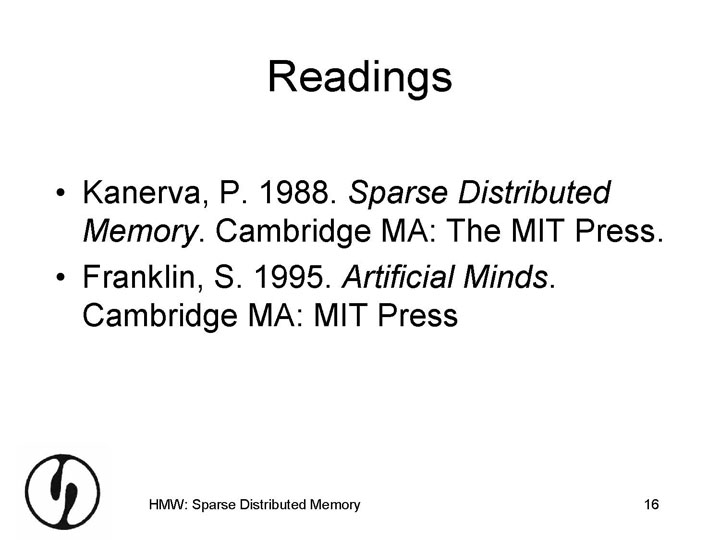 Readings
• Kanerva, P. 1988. Sparse Distributed
Memory. Cambridge MA: The MIT Press.
• Franklin, S. 1995. Artificial Minds.
Cambridge MA: MIT Press
HMW: Sparse Distributed Memory
16